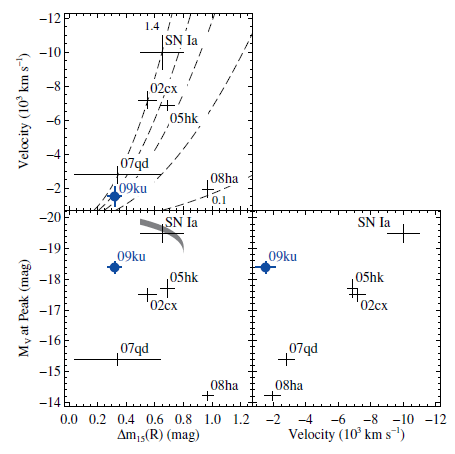 −12
1.4
SN Ia
−10
−8
02cx
−6
05hk
−4
07qd
−2
09ku
08ha
0.1
Velocity (10³ km s⁻¹)
−20
SN Ia
SN Ia
−19
09ku
09ku
−18
05hk
05hk
−17
02cx
02cx
−16
07qd
07qd
−15
08ha
08ha
−14
M_V at Peak (mag)
0.0 0.2 0.4 0.6 0.8 1.0 1.2
−2 −4 −6 −8 −10 −12
Δm₁₅(R) (mag)
Velocity (10³ km s⁻¹)